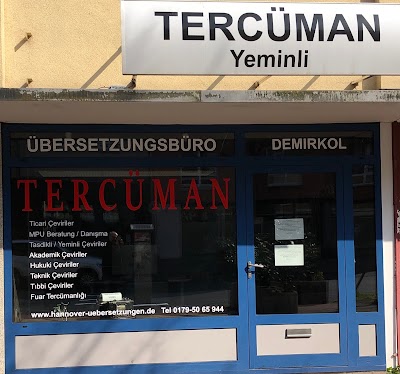 TERCÜMAN
Yeminli
ÜBERSETZUNGSBÜRO DEMIRKOL
TERCÜMAN
Ticari Çeviriler
MPU Beratung / Danışma
Tasdikli / Yeminli Çeviriler
Akademik Çeviriler
Hukuki Çeviriler
Teknik Çeviriler
Tıbbi Çeviriler
Fuar Tercümanlığı
www.hannover-uebersetzungen.de Tel 0179-50 65 944